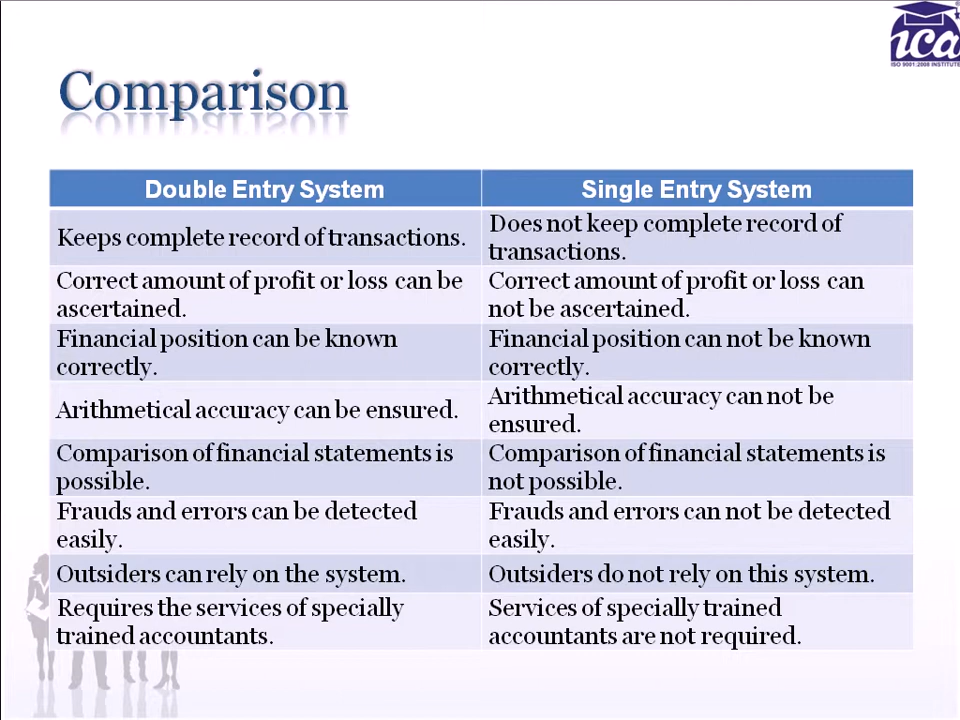 ica
ISO 9001:2008 INSTITUTE
Comparison
Double Entry System
Single Entry System
Keeps complete record of transactions.
Does not keep complete record of
transactions.
Correct amount of profit or loss can be
ascertained.
Correct amount of profit or loss can
not be ascertained.
Financial position can be known
correctly.
Financial position can not be known
correctly.
Arithmetical accuracy can be ensured.
Arithmetical accuracy can not be
ensured.
Comparison of financial statements is
possible.
Comparison of financial statements is
not possible.
Frauds and errors can be detected
easily.
Frauds and errors can not be detected
easily.
Outsiders can rely on the system.
Outsiders do not rely on this system.
Requires the services of specially
trained accountants.
Services of specially trained
accountants are not required.